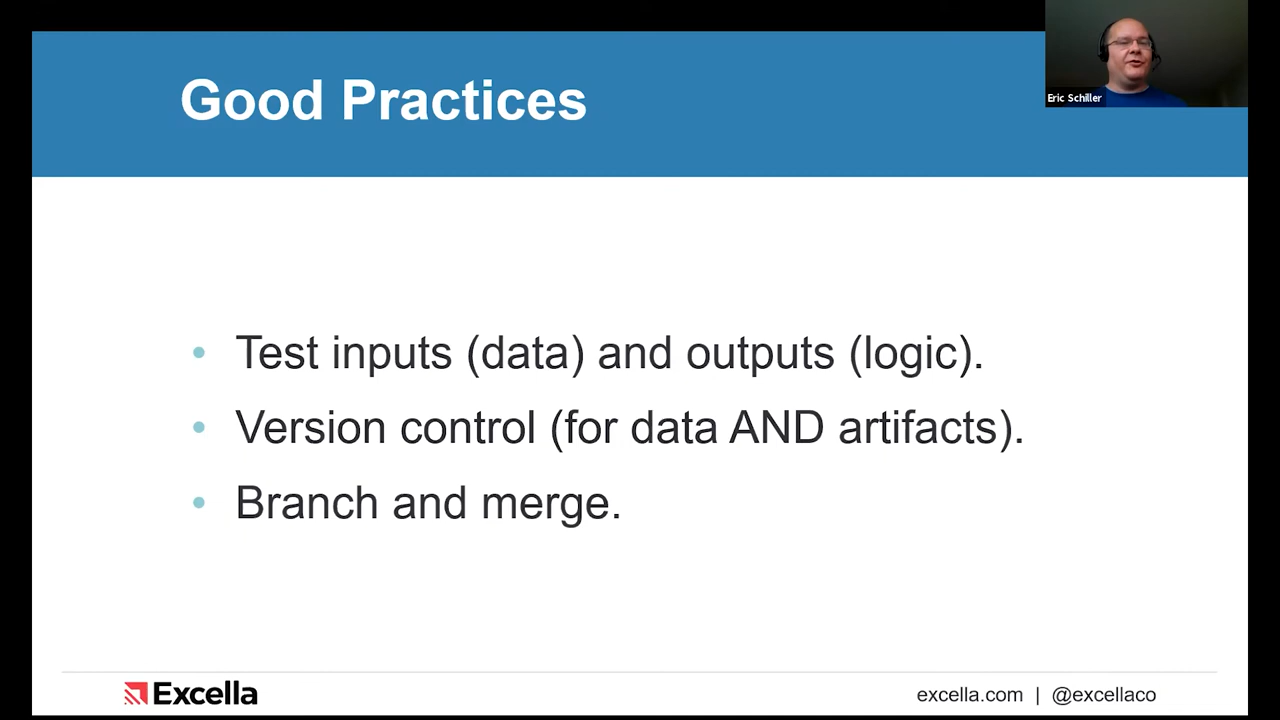 Good Practices
Eric Schiller
• Test inputs (data) and outputs (logic).
• Version control (for data AND artifacts).
• Branch and merge.
Excella
excella.com | @excellaco